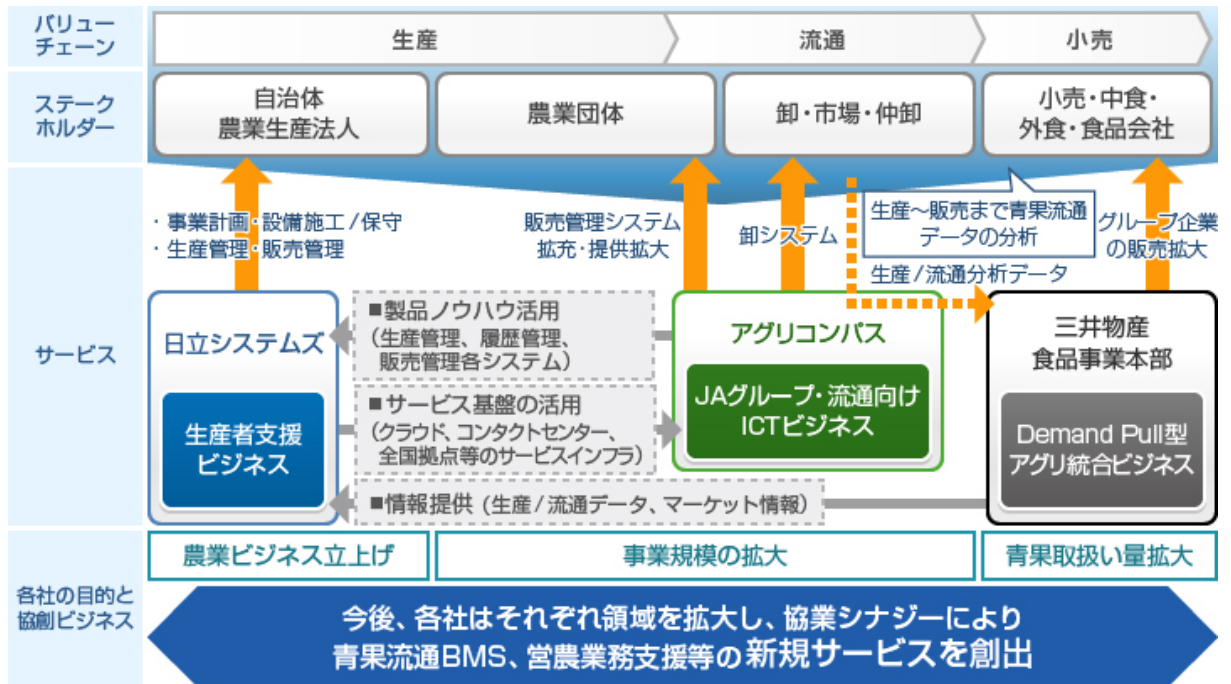 バリュー
チェーン
生産
流通
小売
ステーク
ホルダー
自治体
農業生産法人
農業団体
卸・市場・仲卸
小売・中食・
外食・食品会社
サービス
・事業計画・設備施工/保守
・生産管理・販売管理
販売管理システム
拡充・提供拡大
卸システム
生産～販売まで青果流通
データの分析
グループ企業
の販売拡大
生産/流通分析データ
日立システムズ
生産者支援
ビジネス
■製品ノウハウ活用
(生産管理、履歴管理、
販売管理各システム)
■サービス基盤の活用
(クラウド、コンタクトセンター、
全国拠点等のサービスインフラ)
■情報提供 (生産/流通データ、マーケット情報)
アグリコンパス
JAグループ・流通向け
ICTビジネス
三井物産
食品事業本部
Demand Pull型
アグリ統合ビジネス
各社の目的と
協創ビジネス
農業ビジネス立上げ
事業規模の拡大
青果取扱い量拡大
今後、各社はそれぞれ領域を拡大し、協業シナジーにより
青果流通BMS、営農業務支援等の新規サービスを創出